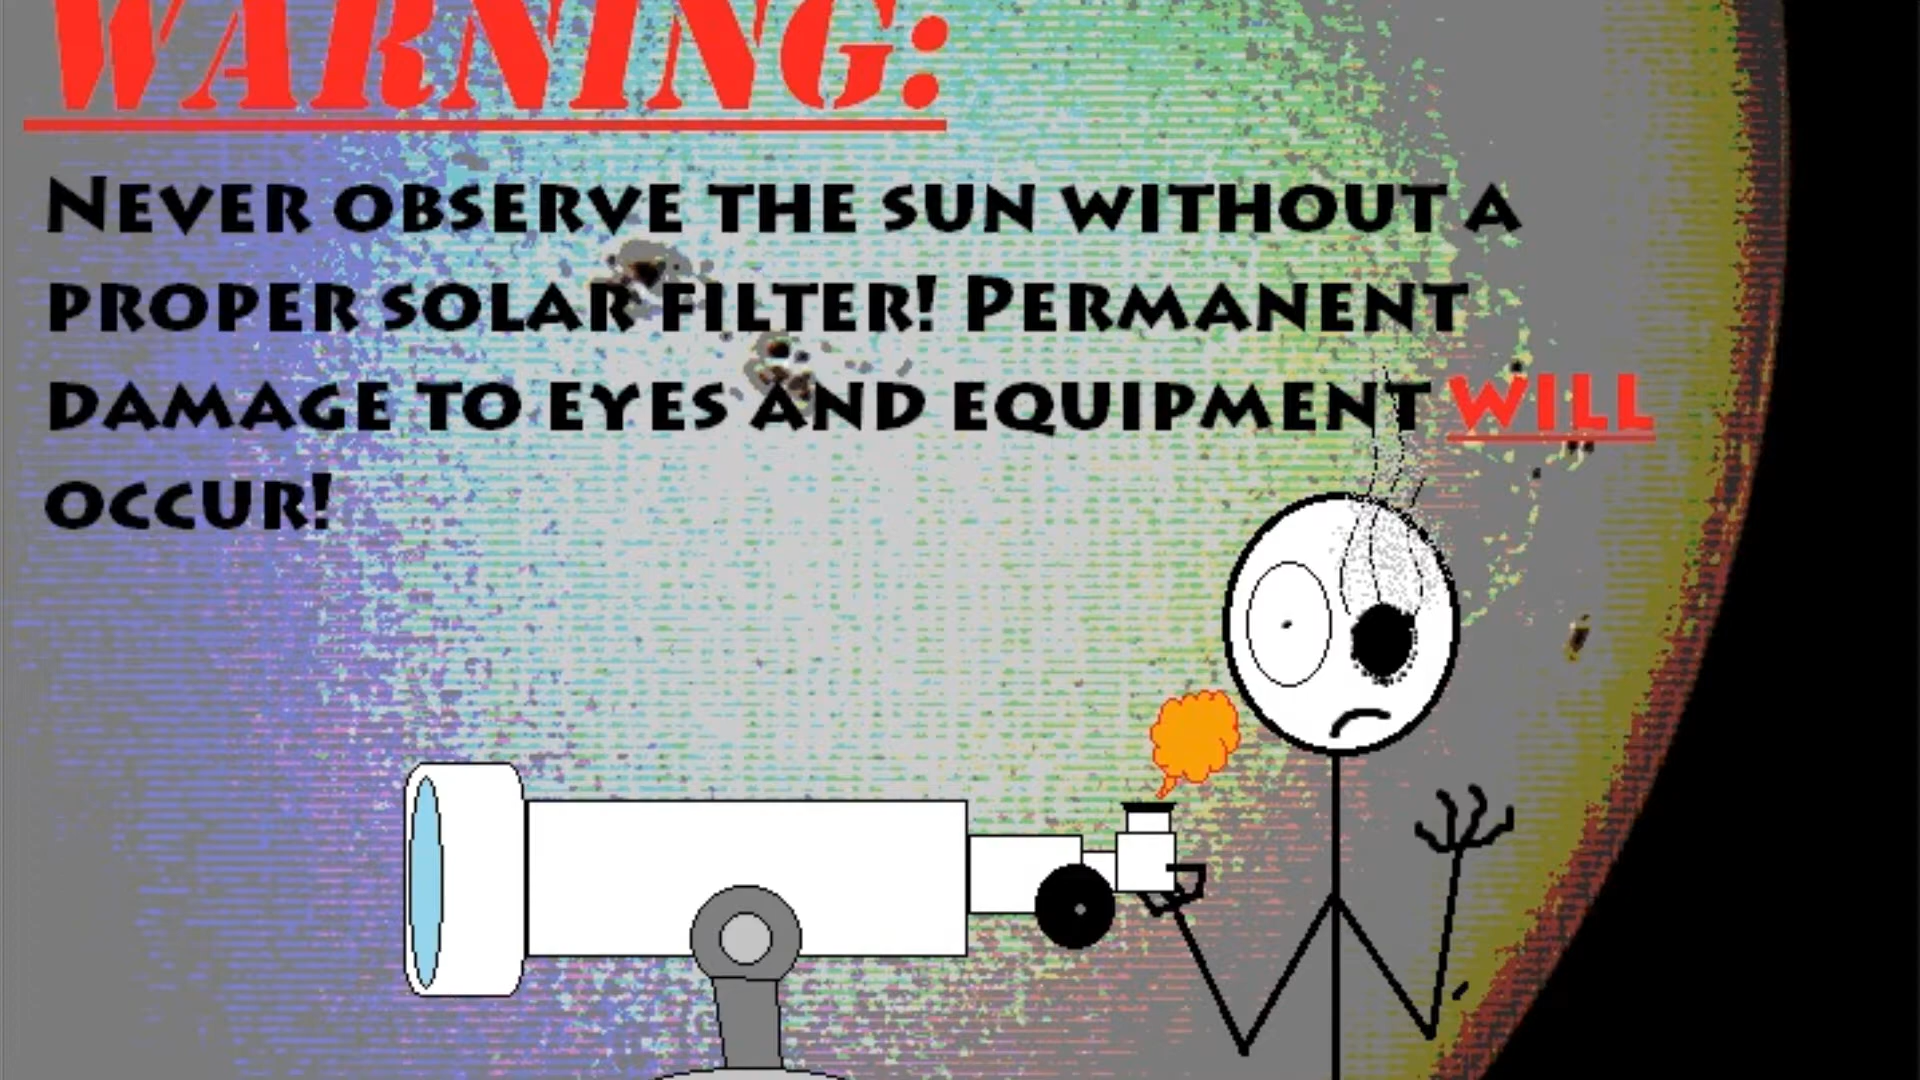 WARNING:
NEVER OBSERVE THE SUN WITHOUT A
PROPER SOLAR FILTER! PERMANENT
DAMAGE TO EYES AND EQUIPMENT WILL
OCCUR!